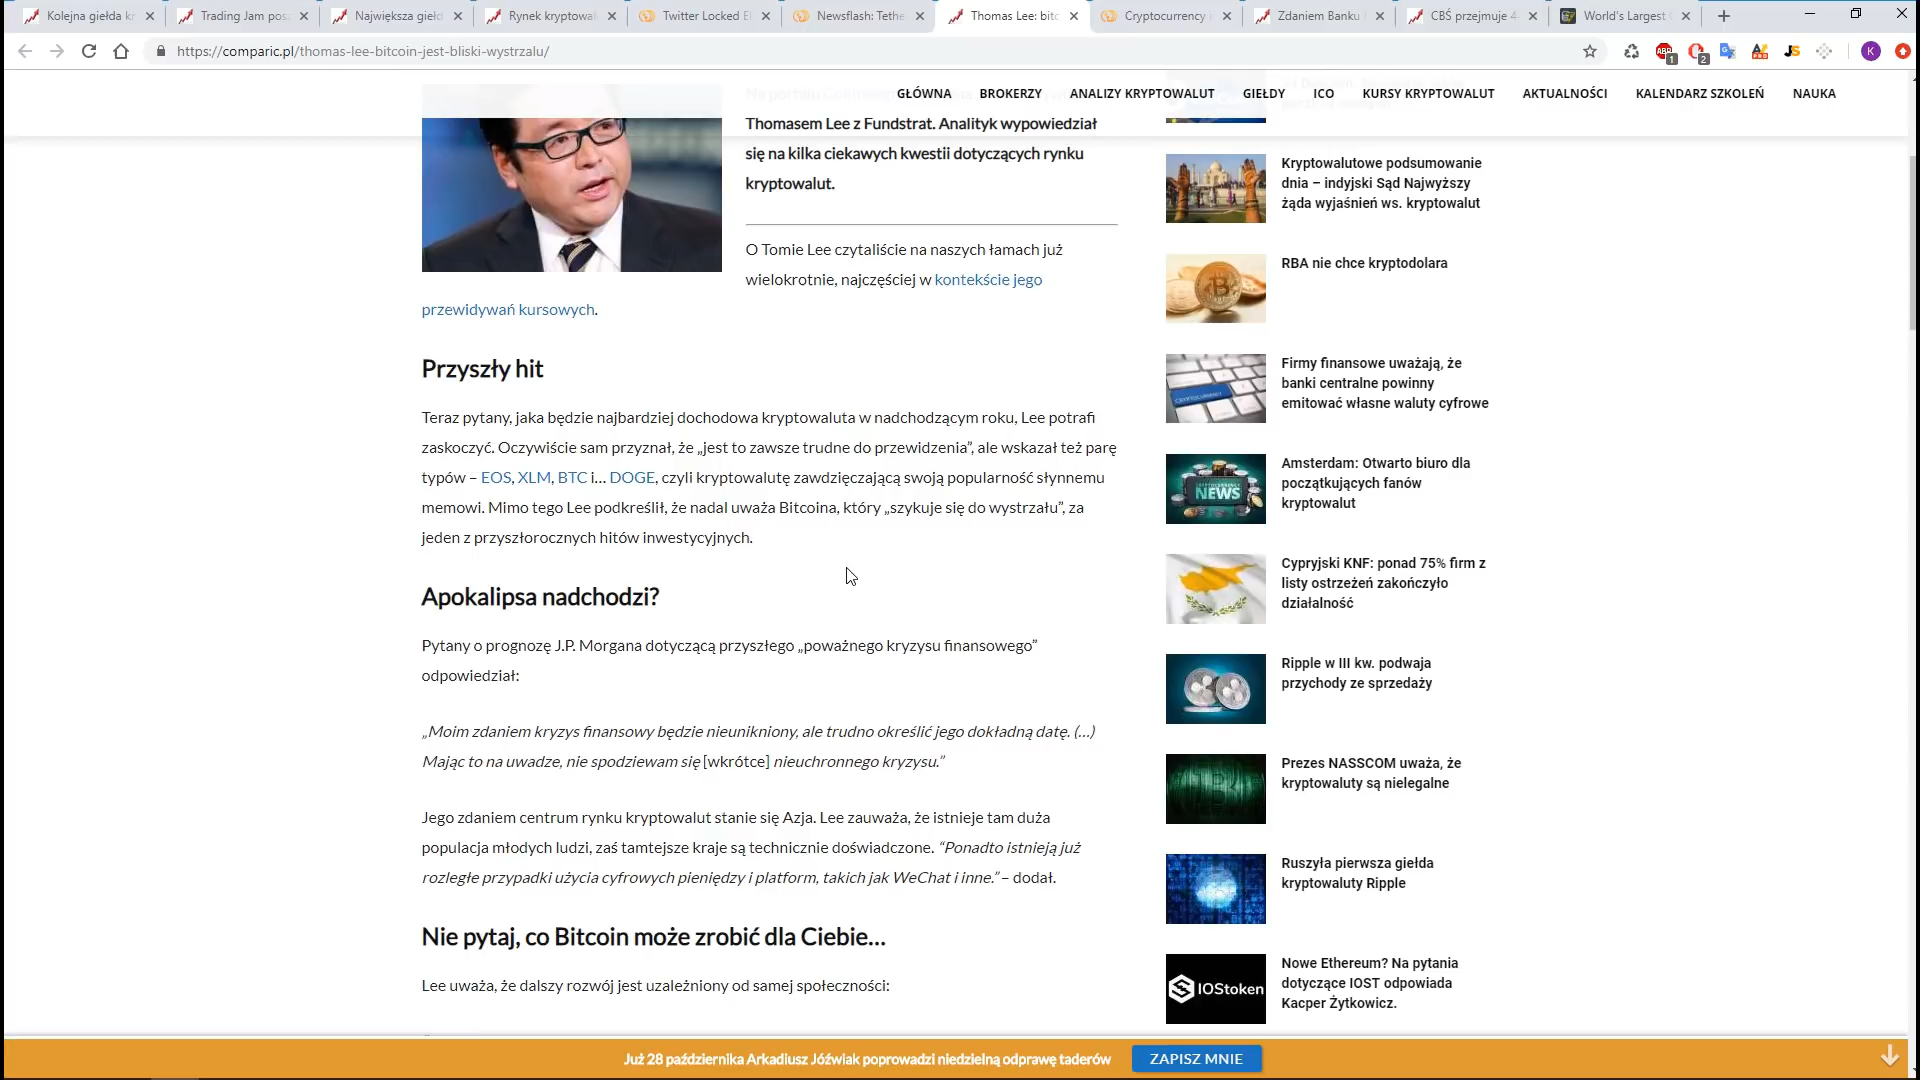 Kolejna giełda kr
Trading Jam pos
Największa giełd
Rynek kryptowal
Twitter Locked El
Newsflash: Tethe
Thomas Lee: bitc
Cryptocurrency
Zdaniem Banku
CBŚ przejmuje 4
World's Largest
https://comparic.pl/thomas-lee-bitcoin-jest-bliski-wystrzalu/
GŁÓWNA BROKERZY ANALIZY KRYPTOWALUT GIEŁDY ICO KURSY KRYPTOWALUT AKTUALNOŚCI KALENDARZ SZKOLEŃ NAUKA
Na portalu
Thomasem Lee z Fundstrat. Analityk wypowiedział
się na kilka ciekawych kwestii dotyczących rynku
kryptowalut.
O Tomie Lee czytaliście na naszych łamach już
wielokrotnie, najczęściej w kontekście jego
przewidywań kursowych.
Przyszły hit
Teraz pytany, jaka będzie najbardziej dochodowa kryptowaluta w nadchodzącym roku, Lee potrafi
zaskoczyć. Oczywiście sam przyznał, że „jest to zawsze trudne do przewidzenia”, ale wskazał też parę
typów – EOS, XLM, BTC i… DOGE, czyli kryptowalutę zawdzięczającą swoją popularność słynnemu
memowi. Mimo tego Lee podkreślił, że nadal uważa Bitcoina, który „szykuje się do wystrzału”, za
jeden z przyszłorocznych hitów inwestycyjnych.
Apokalipsa nadchodzi?
Pytany o prognozę J.P. Morgana dotyczącą przyszłego „poważnego kryzysu finansowego”
odpowiedział:
„Moim zdaniem kryzys finansowy będzie nieunikniony, ale trudno określić jego dokładną datę. (…)
Mając to na uwadze, nie spodziewam się [wkrótce] nieuchronnego kryzysu.”
Jego zdaniem centrum rynku kryptowalut stanie się Azja. Lee zauważa, że istnieje tam duża
populacja młodych ludzi, zaś tamtejsze kraje są technicznie doświadczone. “Ponadto istnieją już
rozległe przypadki użycia cyfrowych pieniędzy i platform, takich jak WeChat i inne.” – dodał.
Nie pytaj, co Bitcoin może zrobić dla Ciebie…
Lee uważa, że dalszy rozwój jest uzależniony od samej społeczności:
Kryptowalutowe podsumowanie
dnia – indyjski Sąd Najwyższy
żąda wyjaśnień ws. kryptowalut
RBA nie chce kryptodolara
Firmy finansowe uważają, że
banki centralne powinny
emitować własne waluty cyfrowe
CRYPTOCURRENCY
Amsterdam: Otwarto biuro dla
początkujących fanów
kryptowalut
NEWS
Cypryjski KNF: ponad 75% firm z
listy ostrzeżeń zakończyło
działalność
Ripple w III kw. podwaja
przychody ze sprzedaży
Prezes NASSCOM uważa, że
kryptowaluty są nielegalne
Ruszyła pierwsza giełda
kryptowaluty Ripple
Nowe Ethereum? Na pytania
dotyczące IOST odpowiada
Kacper Żytkowicz.
IOStoken
Już 28 października Arkadiusz Jóźwiak poprowadzi niedzielną odprawę taderów
ZAPISZ MNIE